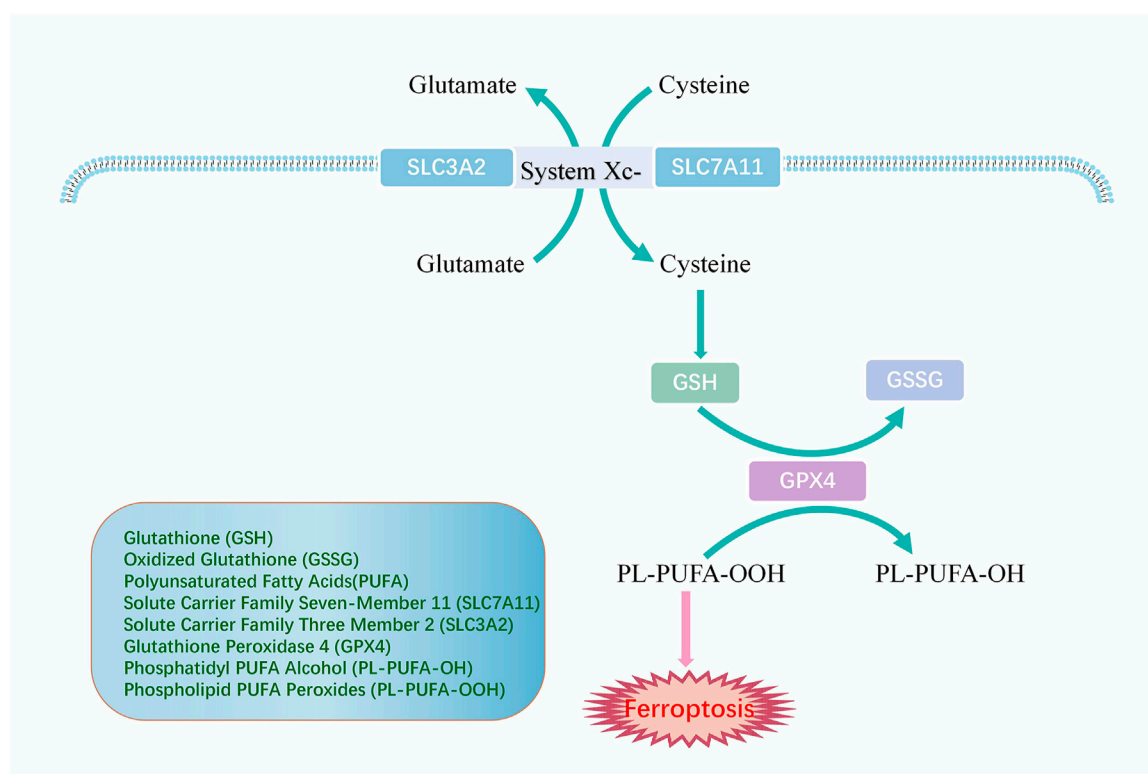 Glutamate
Cysteine
SLC3A2
System Xc-
SLC7A11
Glutamate
Cysteine
GSH
GSSG
GPX4
PL-PUFA-OOH
PL-PUFA-OH
Ferroptosis
Glutathione (GSH)
Oxidized Glutathione (GSSG)
Polyunsaturated Fatty Acids(PUFA)
Solute Carrier Family Seven-Member 11 (SLC7A11)
Solute Carrier Family Three Member 2 (SLC3A2)
Glutathione Peroxidase 4 (GPX4)
Phosphatidyl PUFA Alcohol (PL-PUFA-OH)
Phospholipid PUFA Peroxides (PL-PUFA-OOH)